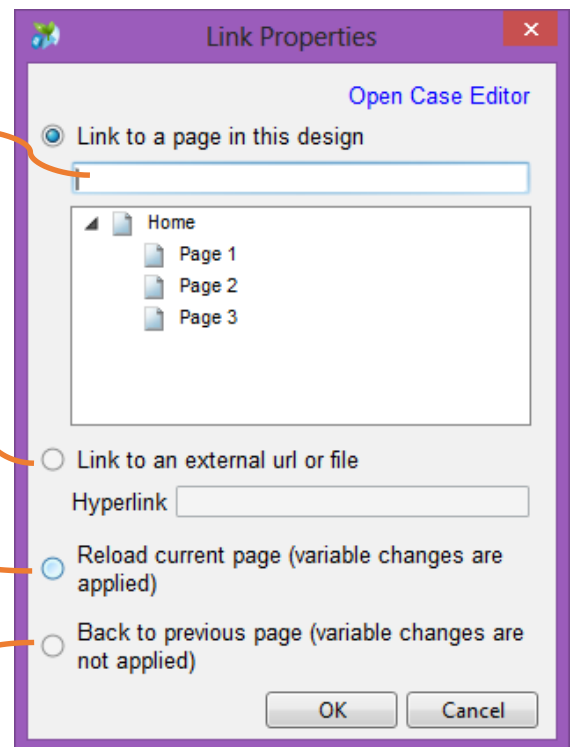 Link Properties
Open Case Editor
Link to a page in this design
Home
Page 1
Page 2
Page 3
Link to an external url or file
Hyperlink
Reload current page (variable changes are
applied)
Back to previous page (variable changes are
not applied)
OK Cancel